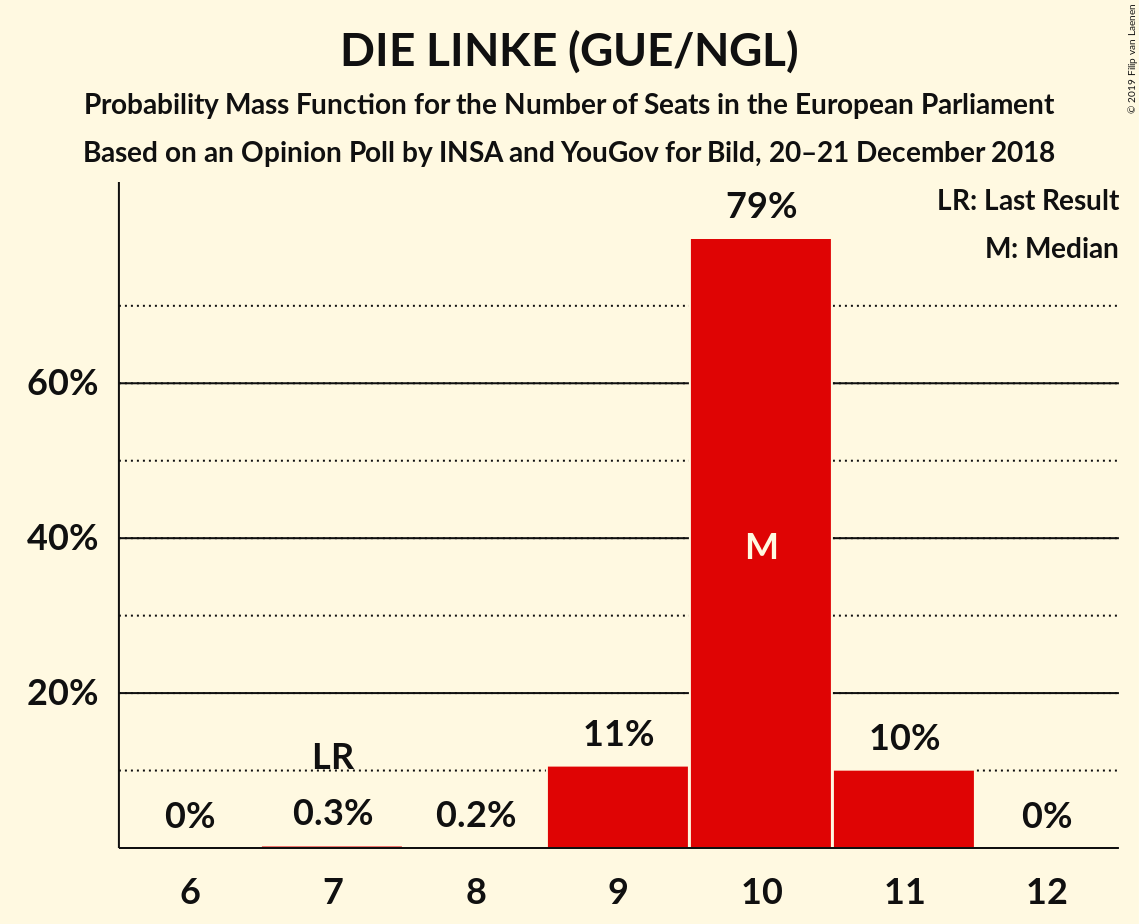 DIE LINKE (GUE/NGL)
Probability Mass Function for the Number of Seats in the European Parliament
Based on an Opinion Poll by INSA and YouGov for Bild, 20–21 December 2018
© 2019 Filip van Laenen
LR: Last Result
M: Median
79%
60%
40%
M
20%
11%
10%
LR
0%
0.3%
0.2%
0%
6 7 8 9 10 11 12